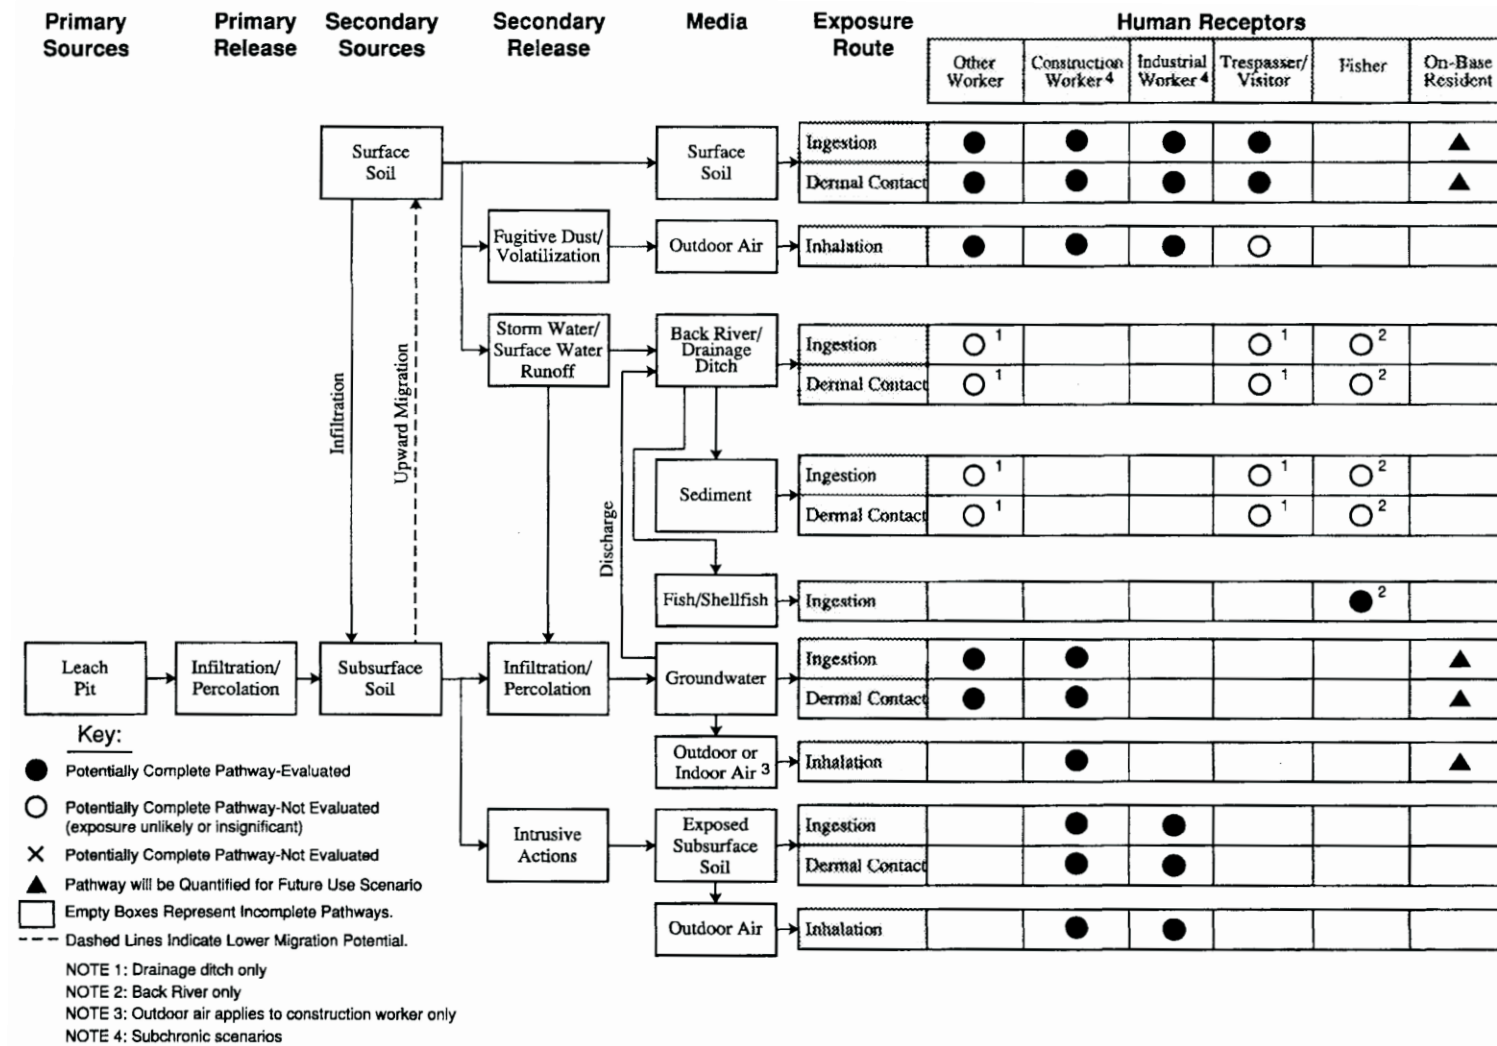 Primary
Sources
Primary
Release
Secondary
Sources
Secondary
Release
Media
Exposure
Route
Human Receptors
Other
Worker
Construction
Worker 4
Industrial
Worker 4
Trespasser/
Visitor
Fisher
On-Base
Resident
Surface
Soil
Surface
Soil
Ingestion
Dermal Contact
Fugitive Dust/
Volatilization
Outdoor Air
Inhalation
Storm Water/
Surface Water
Runoff
Back River/
Drainage
Ditch
Ingestion
1
1
2
Dermal Contact
1
1
2
Infiltration
Upward Migration
Discharge
Sediment
Ingestion
1
1
2
Dermal Contact
1
1
2
Fish/Shellfish
Ingestion
2
Leach
Pit
Infiltration/
Percolation
Subsurface
Soil
Infiltration/
Percolation
Groundwater
Ingestion
Dermal Contact
Outdoor or
Indoor Air 3
Inhalation
Intrusive
Actions
Exposed
Subsurface
Soil
Ingestion
Dermal Contact
Outdoor Air
Inhalation
Key:
Potentially Complete Pathway-Evaluated
Potentially Complete Pathway-Not Evaluated
(exposure unlikely or insignificant)
Potentially Complete Pathway-Not Evaluated
Pathway will be Quantified for Future Use Scenario
Empty Boxes Represent Incomplete Pathways.
Dashed Lines Indicate Lower Migration Potential.
NOTE 1: Drainage ditch only
NOTE 2: Back River only
NOTE 3: Outdoor air applies to construction worker only
NOTE 4: Subchronic scenarios